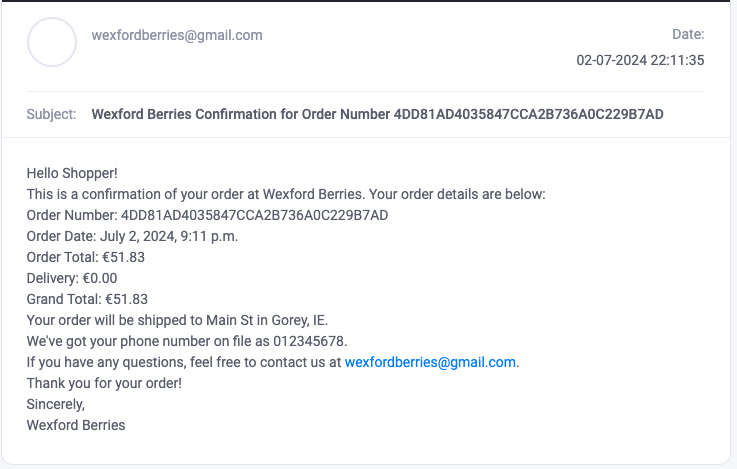 wexfordberries@gmail.com
Date:
02-07-2024 22:11:35
Subject: Wexford Berries Confirmation for Order Number 4DD81AD4035847CCA2B736A0C229B7AD
Hello Shopper!
This is a confirmation of your order at Wexford Berries. Your order details are below:
Order Number: 4DD81AD4035847CCA2B736A0C229B7AD
Order Date: July 2, 2024, 9:11 p.m.
Order Total: €51.83
Delivery: €0.00
Grand Total: €51.83
Your order will be shipped to Main St in Gorey, IE.
We've got your phone number on file as 012345678.
If you have any questions, feel free to contact us at wexfordberries@gmail.com.
Thank you for your order!
Sincerely,
Wexford Berries